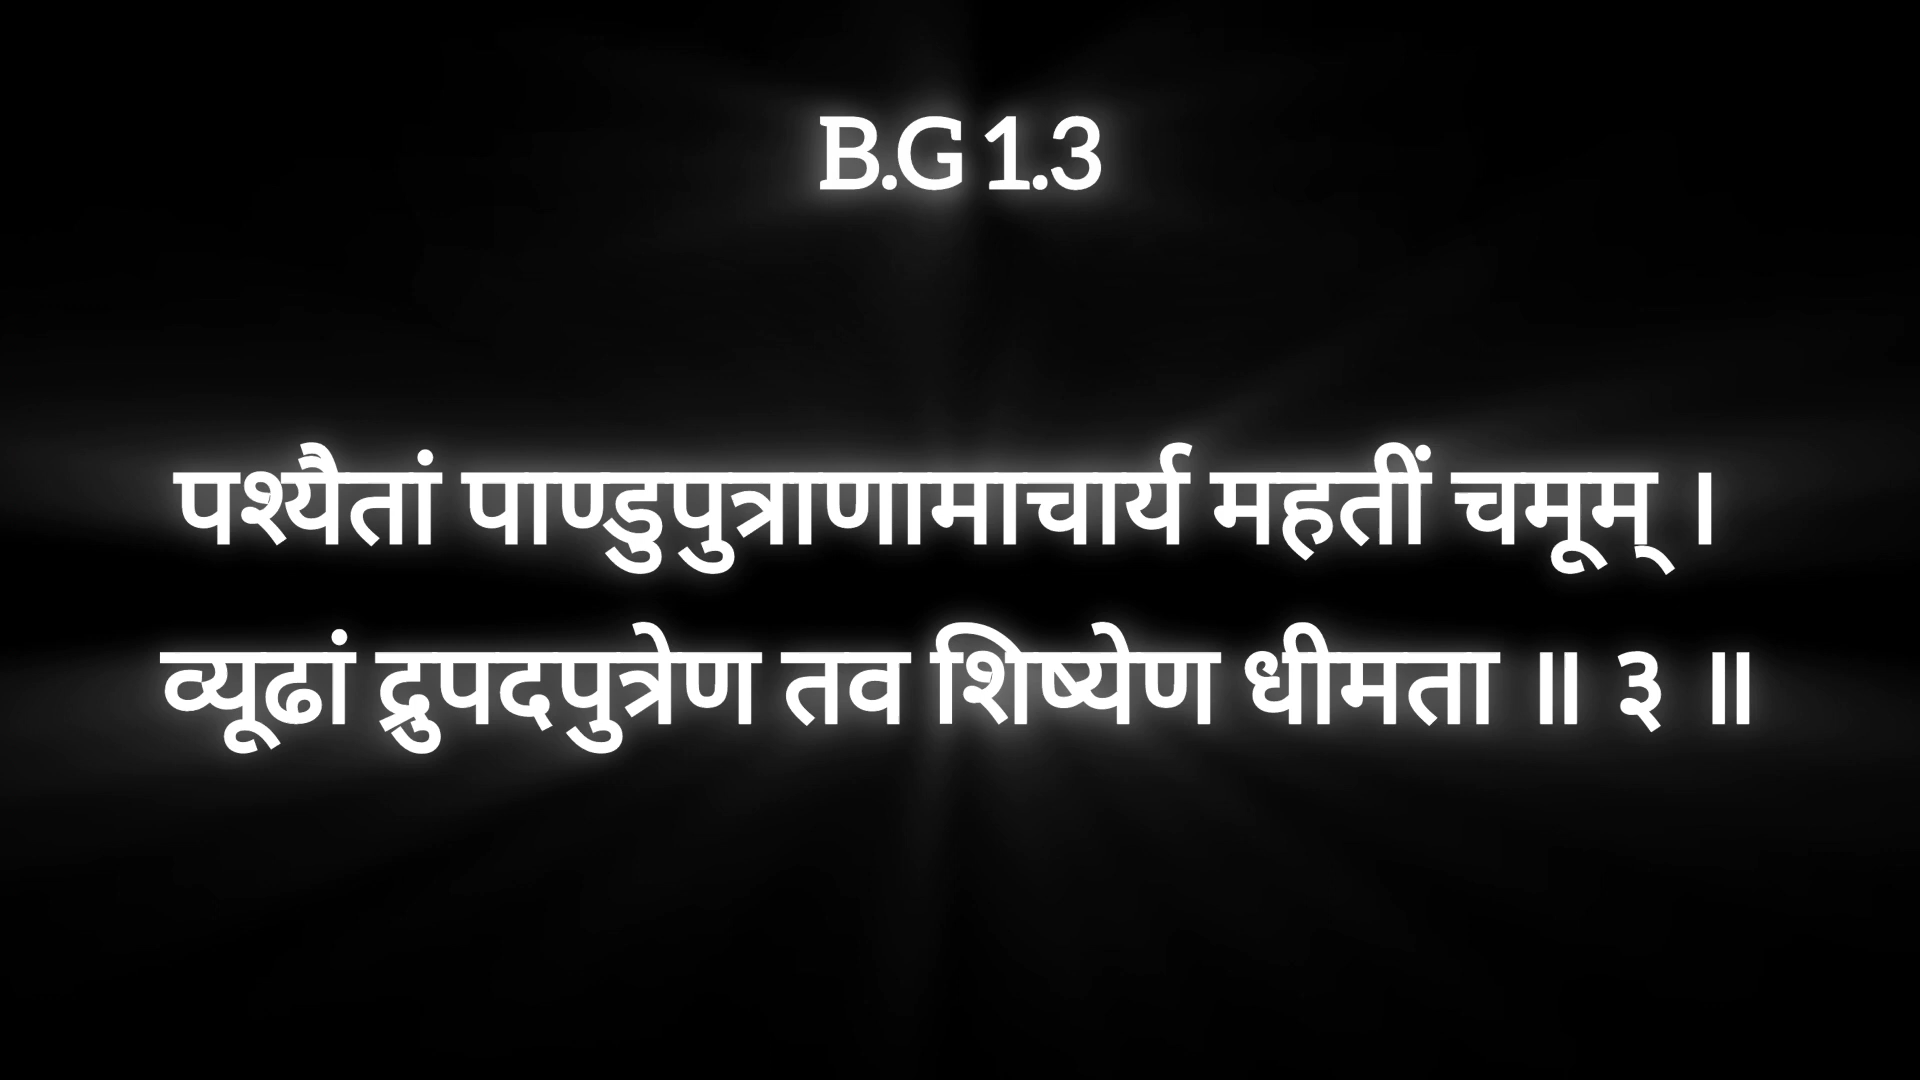 B.G 1.3
पश्यैतां पाण्डुपुत्राणामाचार्य महतीं चमूम् ।
व्यूढां द्रुपदपुत्रेण तव शिष्येण धीमता ॥ ३ ॥